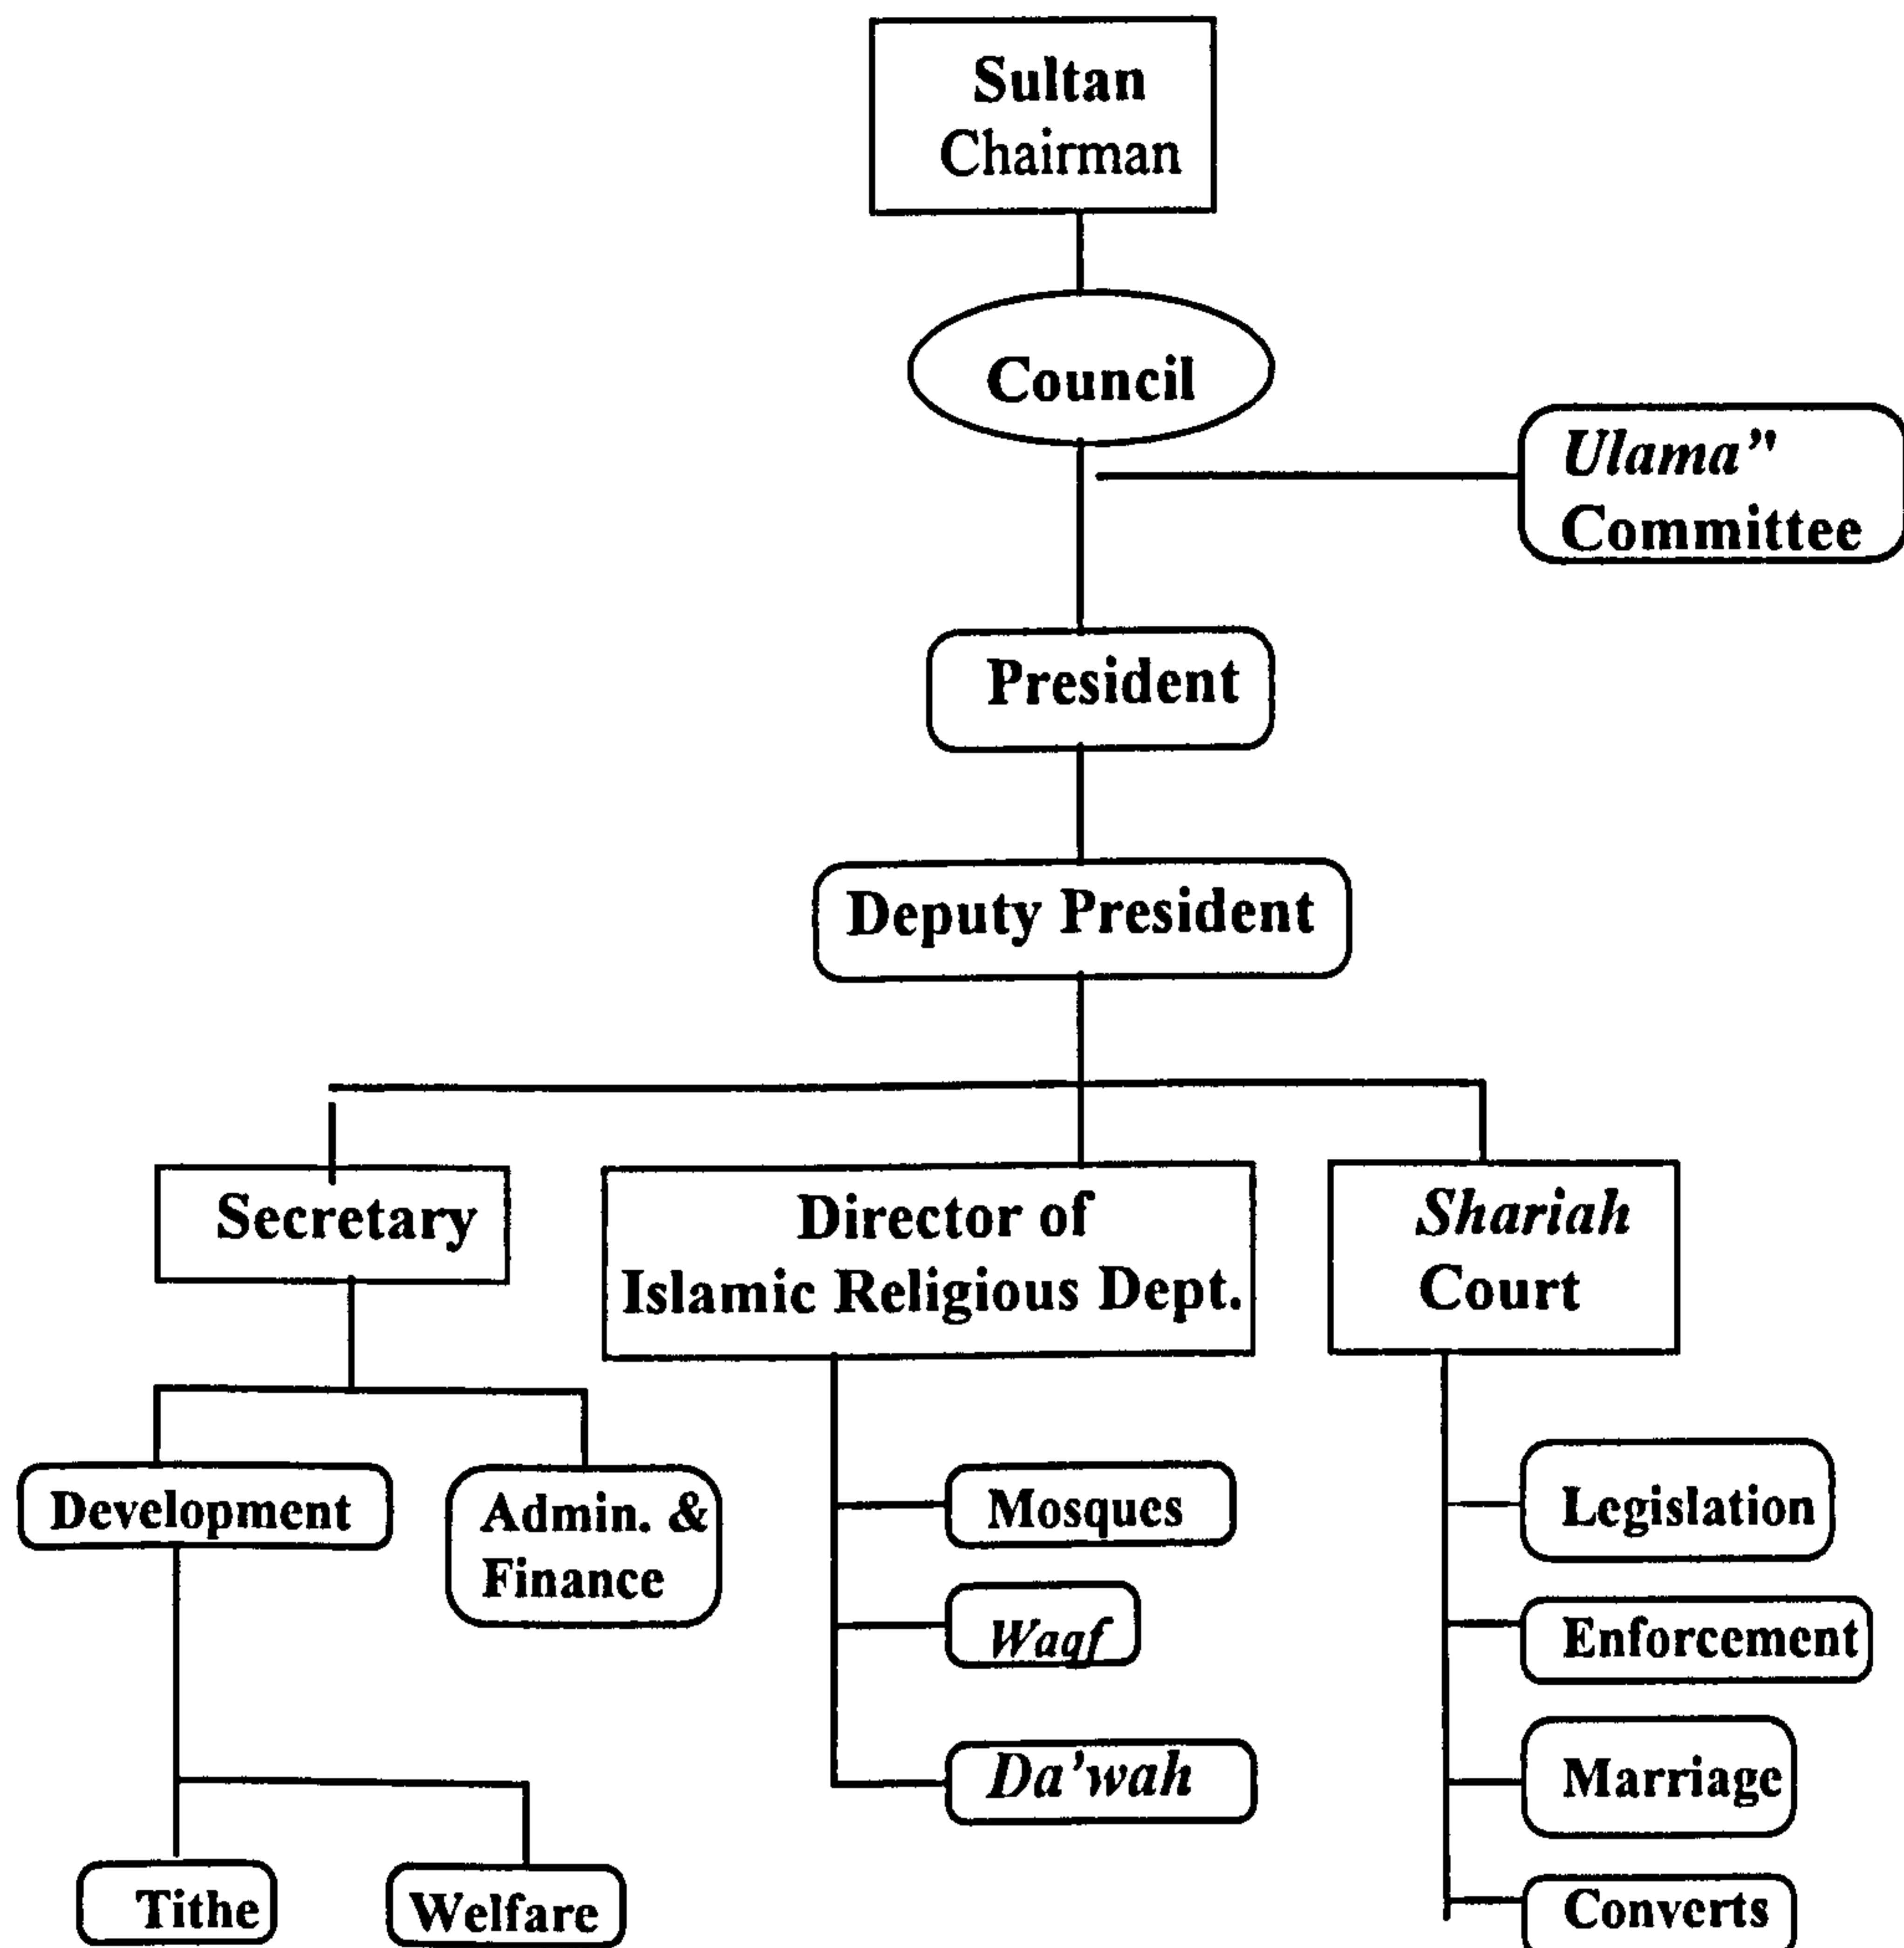 Sultan
Chairman
Council
Ulama”
Committee
President
Deputy President
Secretary
Director of
Islamic Religious Dept.
Shariah
Court
Development
Admin. &
Finance
Mosques
Waqf
Da’wah
Legislation
Enforcement
Marriage
Converts
Tithe
Welfare